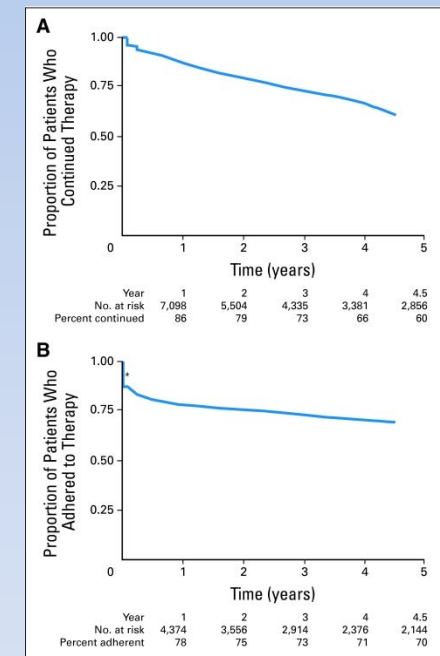 A
Proportion of Patients Who
Continued Therapy
1.00
0.75
0.50
0.25
0 1 2 3 4 5
Time (years)
Year 1 2 3 4 4.5
No. at risk 7,098 5,504 4,335 3,381 2,856
Percent continued 86 79 73 66 60
B
Proportion of Patients Who
Adhered to Therapy
1.00
*
0.75
0.50
0.25
0 1 2 3 4 5
Time (years)
Year 1 2 3 4 4.5
No. at risk 4,374 3,556 2,914 2,376 2,144
Percent adherent 78 75 73 71 70